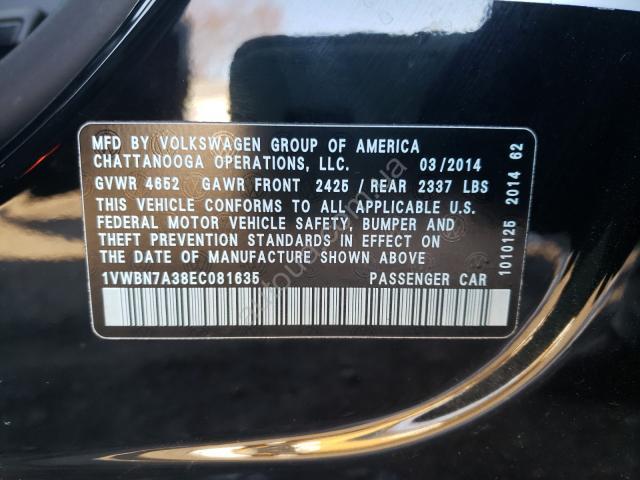 MFD BY VOLKSWAGEN GROUP OF AMERICA
CHATTANOOGA OPERATIONS, LLC. 03/2014
GVWR 4652 GAWR FRONT 2425 / REAR 2337 LBS
THIS VEHICLE CONFORMS TO ALL APPLICABLE U.S.
FEDERAL MOTOR VEHICLE SAFETY, BUMPER AND
THEFT PREVENTION STANDARDS IN EFFECT ON
THE DATE OF MANUFACTURE SHOWN ABOVE
1VWBN7A38EC081635 PASSENGER CAR
1010125 2014 62